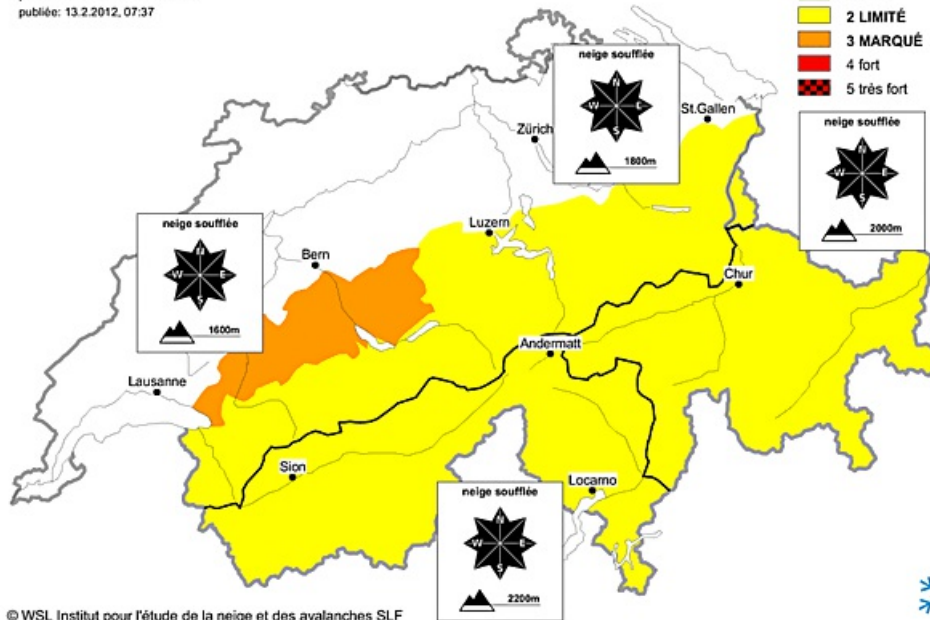 publiée: 13.2.2012, 07:37
2 LIMITÉ
3 MARQUÉ
4 fort
5 très fort
neige soufflée
N
W E
S
1800m
St.Gallen
Zürich
neige soufflée
N
W E
S
2000m
neige soufflée
N
W E
S
1600m
Luzern
Bern
Chur
Andermatt
Lausanne
Sion
Locarno
neige soufflée
N
W E
S
2200m
© WSL Institut pour l'étude de la neige et des avalanches SLF